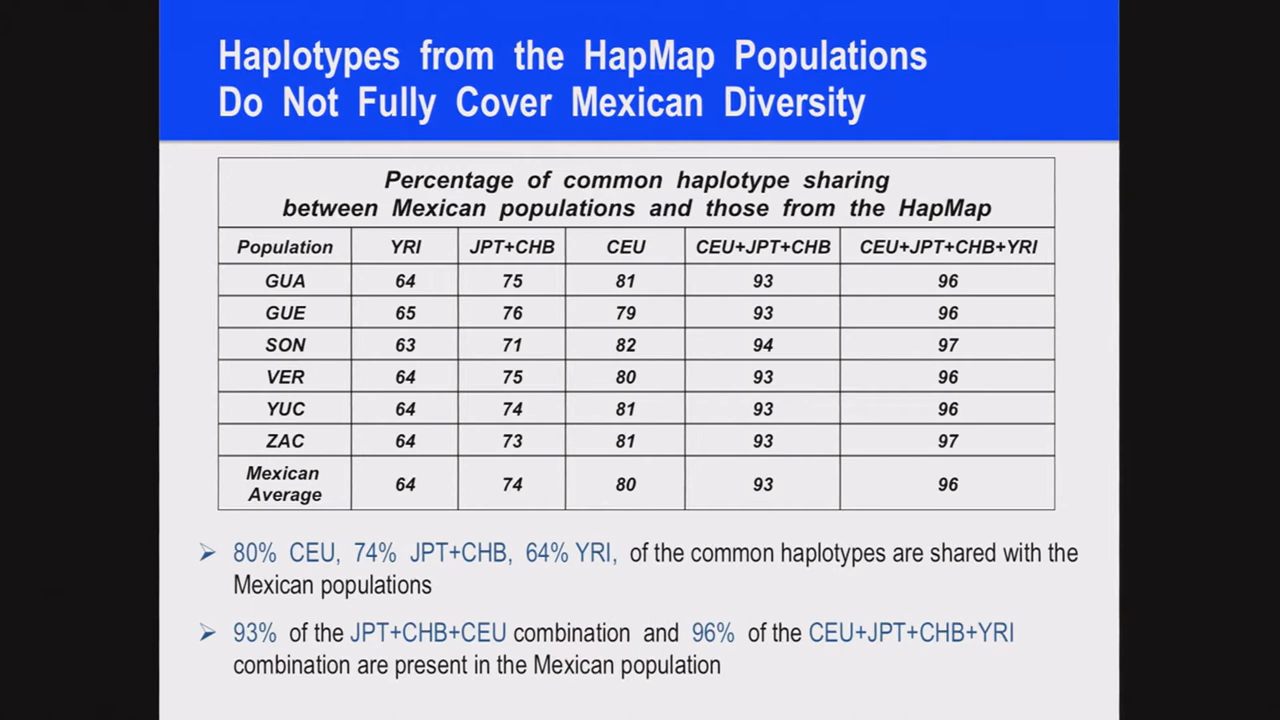 Haplotypes from the HapMap Populations
Do Not Fully Cover Mexican Diversity
Percentage of common haplotype sharing
between Mexican populations and those from the HapMap
Population YRI JPT+CHB CEU CEU+JPT+CHB CEU+JPT+CHB+YRI
GUA 64 75 81 93 96
GUE 65 76 79 93 96
SON 63 71 82 94 97
VER 64 75 80 93 96
YUC 64 74 81 93 96
ZAC 64 73 81 93 97
Mexican
Average 64 74 80 93 96
➢ 80% CEU, 74% JPT+CHB, 64% YRI, of the common haplotypes are shared with the
Mexican populations
➢ 93% of the JPT+CHB+CEU combination and 96% of the CEU+JPT+CHB+YRI
combination are present in the Mexican population